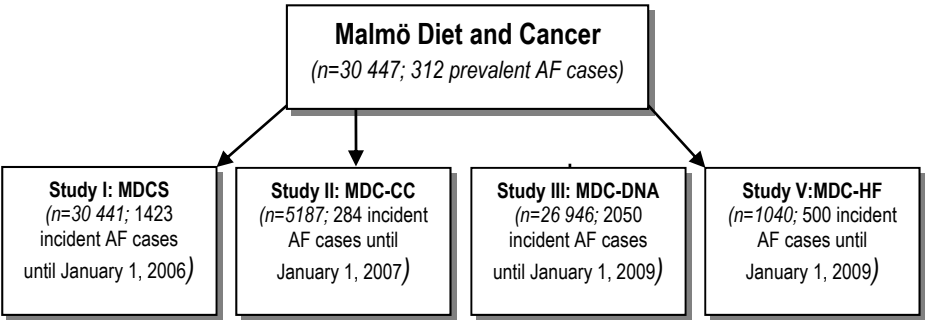 Malmö Diet and Cancer
(n=30 447; 312 prevalent AF cases)
Study I: MDCS
(n=30 441; 1423
incident AF cases
until January 1, 2006)
Study II: MDC-CC
(n=5187; 284 incident
AF cases until
January 1, 2007)
Study III: MDC-DNA
(n=26 946; 2050
incident AF cases
until January 1, 2009)
Study V:MDC-HF
(n=1040; 500 incident
AF cases until
January 1, 2009)